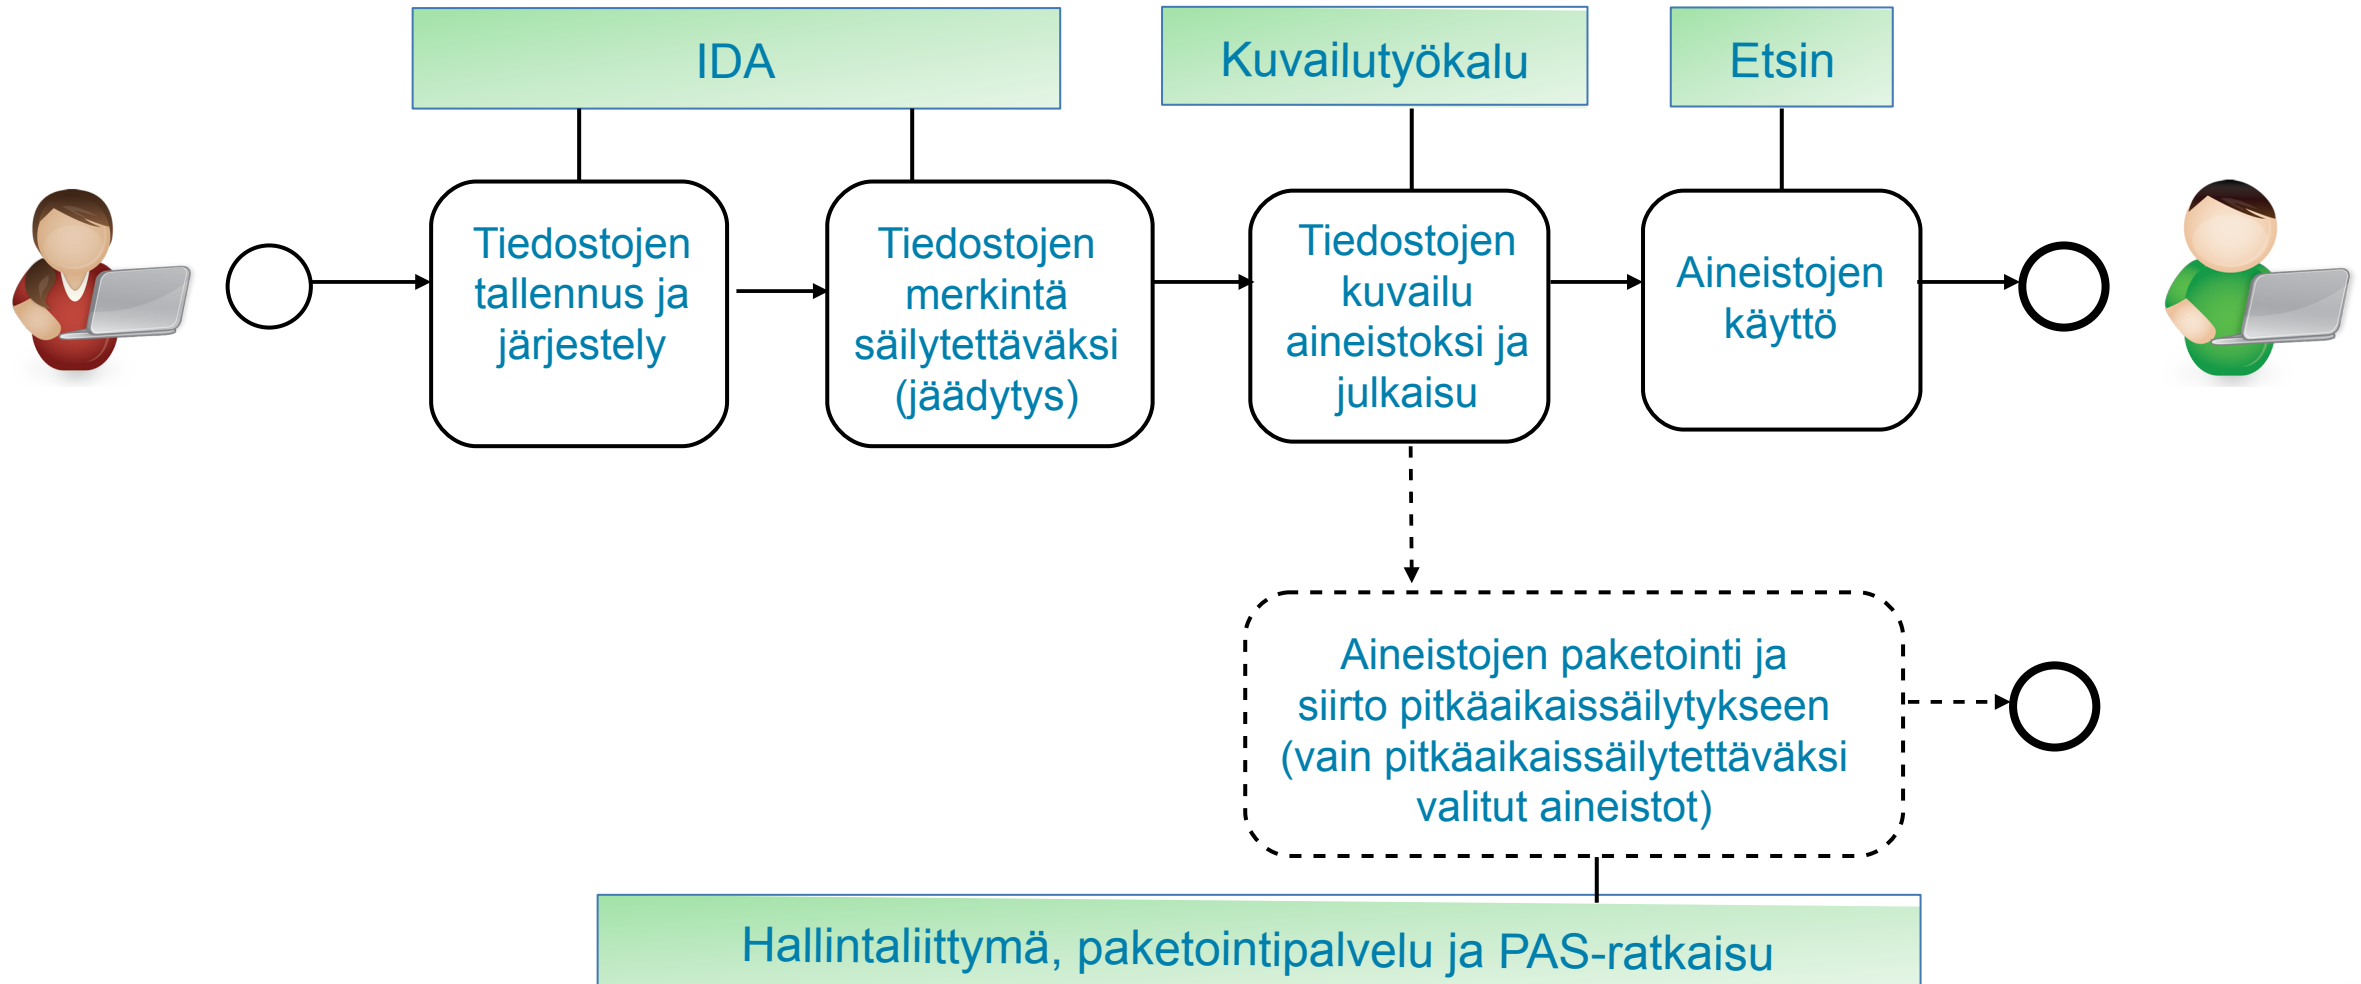 IDA
Kuvailutyökalu
Etsin
Tiedostojen
tallennus ja
järjestely
Tiedostojen
merkintä
säilytettäväksi
(jäädytys)
Tiedostojen
kuvailu
aineistoksi ja
julkaisu
Aineistojen
käyttö
Aineistojen paketointi ja
siirto pitkäaikaissäilytykseen
(vain pitkäaikaissäilytettäväksi
valitut aineistot)
Hallintaliittymä, paketointipalvelu ja PAS-ratkaisu